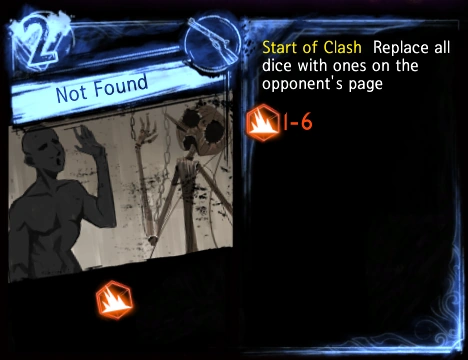 2
Not Found
Start of Clash Replace all
dice with ones on the
opponent's page
1-6